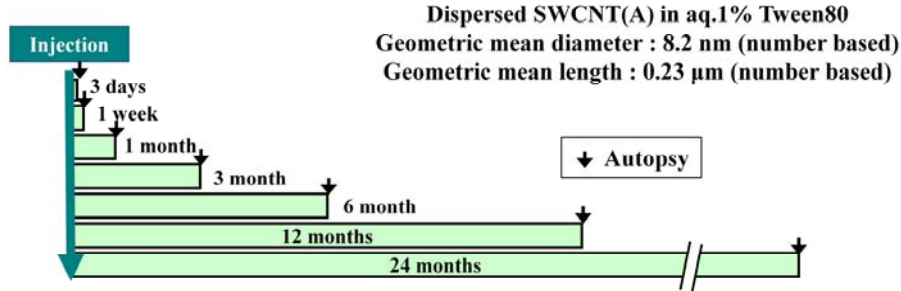 Dispersed SWCNT(A) in aq.1% Tween80
Geometric mean diameter : 8.2 nm (number based)
Geometric mean length : 0.23 μm (number based)
Injection
3 days
1 week
1 month
3 month
Autopsy
6 month
12 months
24 months